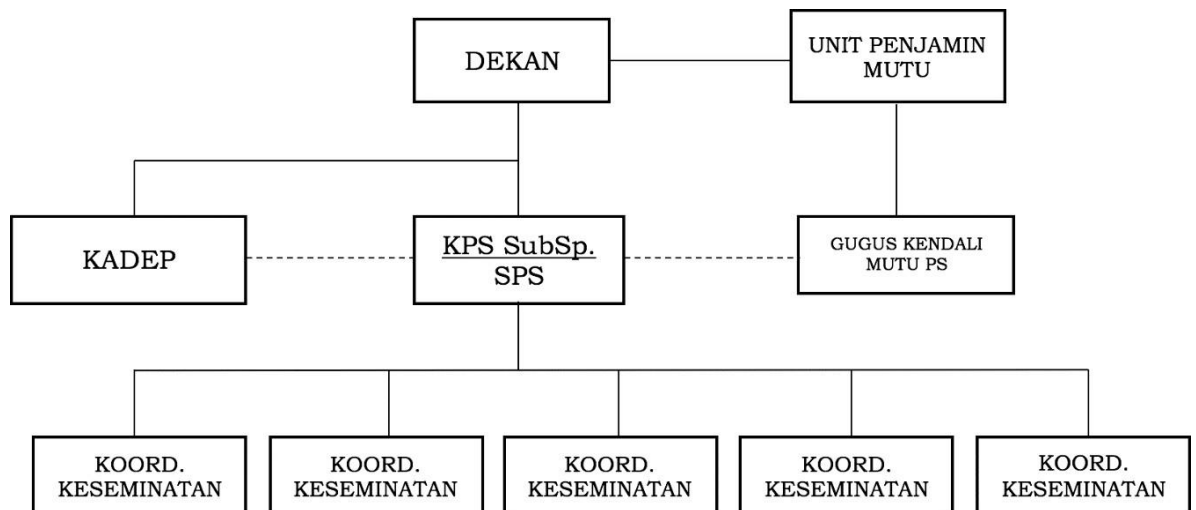 DEKAN
UNIT PENJAMIN
MUTU
KADEP
KPS SubSp.
SPS
GUGUS KENDALI
MUTU PS
KOORD.
KESEMINATAN
KOORD.
KESEMINATAN
KOORD.
KESEMINATAN
KOORD.
KESEMINATAN
KOORD.
KESEMINATAN